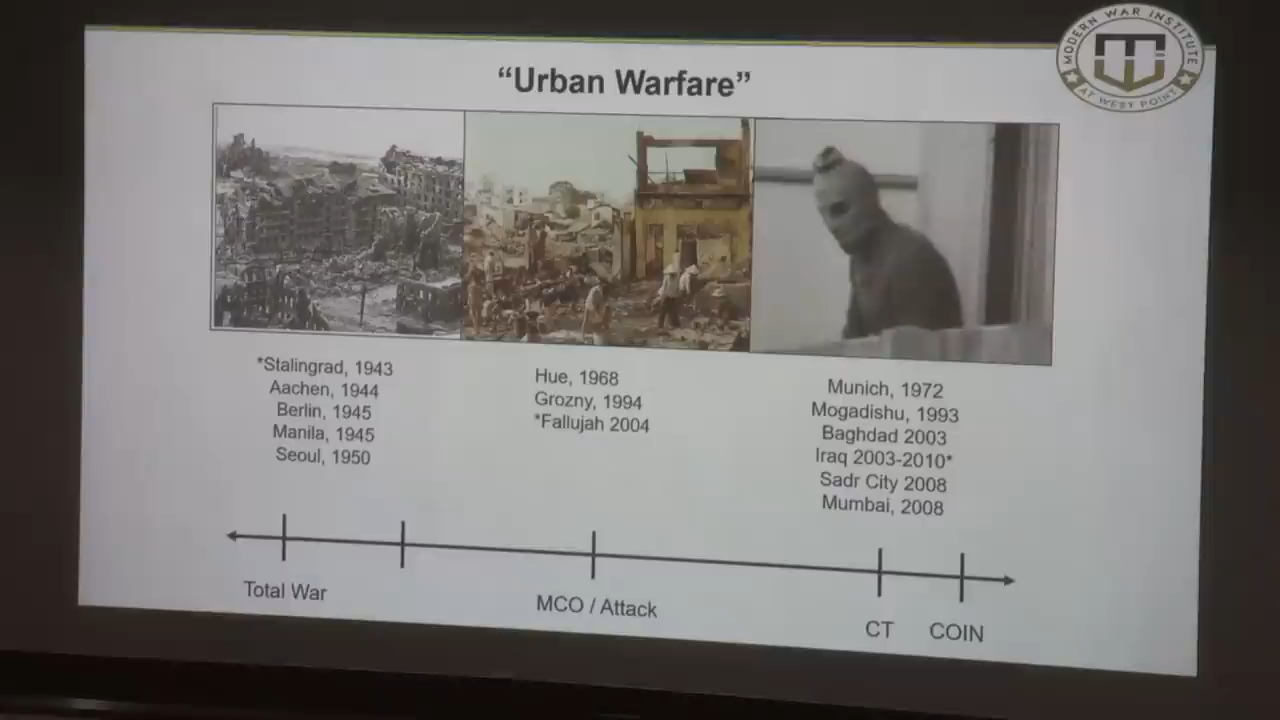 MODERN WAR INSTITUTE
AT WEST POINT
“Urban Warfare”
*Stalingrad, 1943
Aachen, 1944
Berlin, 1945
Manila, 1945
Seoul, 1950
Hue, 1968
Grozny, 1994
*Fallujah 2004
Munich, 1972
Mogadishu, 1993
Baghdad 2003
Iraq 2003-2010*
Sadr City 2008
Mumbai, 2008
Total War
MCO / Attack
CT
COIN